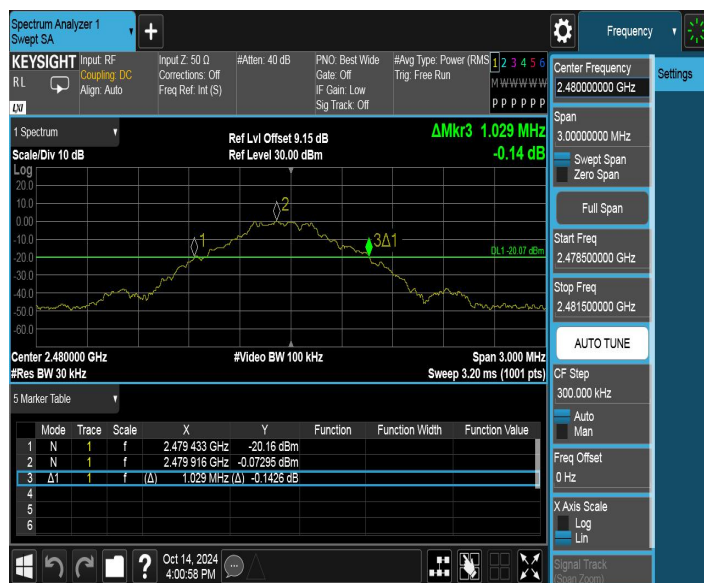 Spectrum Analyzer 1
Swept SA
+
Frequency
KEYSIGHT
RL
LXI
Input: RF
Coupling: DC
Align: Auto
Input Z: 50 Ω
Corrections: Off
Freq Ref: Int (S)
#Atten: 40 dB
PNO: Best Wide
Gate: Off
IF Gain: Low
Sig Track: Off
#Avg Type: Power (RMS
Trig: Free Run
1 2 3 4 5 6
M W W W W W
P P P P P P
1 Spectrum
Scale/Div 10 dB
Ref Lvl Offset 9.15 dB
Ref Level 30.00 dBm
ΔMkr3 1.029 MHz
-0.14 dB
Log
20.0
10.0
0.00
-10.0
-20.0
-30.0
-40.0
-50.0
-60.0
1
2
3Δ1
DL1 -20.07 dBm
Center 2.480000 GHz
#Res BW 30 kHz
#Video BW 100 kHz
Span 3.000 MHz
Sweep 3.20 ms (1001 pts)
5 Marker Table
Mode Trace Scale X Y Function Function Width Function Value
1 N 1 f 2.479 433 GHz -20.16 dBm
2 N 1 f 2.479 916 GHz -0.07295 dBm
3 Δ1 1 f (Δ) 1.029 MHz (Δ) -0.1426 dB
4
5
6
?
Oct 14, 2024
4:00:58 PM
Center Frequency
2.480000000 GHz
Settings
Span
3.00000000 MHz
Swept Span
Zero Span
Full Span
Start Freq
2.478500000 GHz
Stop Freq
2.481500000 GHz
AUTO TUNE
CF Step
300.000 kHz
Auto
Man
Freq Offset
0 Hz
X Axis Scale
Log
Lin
Signal Track
(Span Zoom)